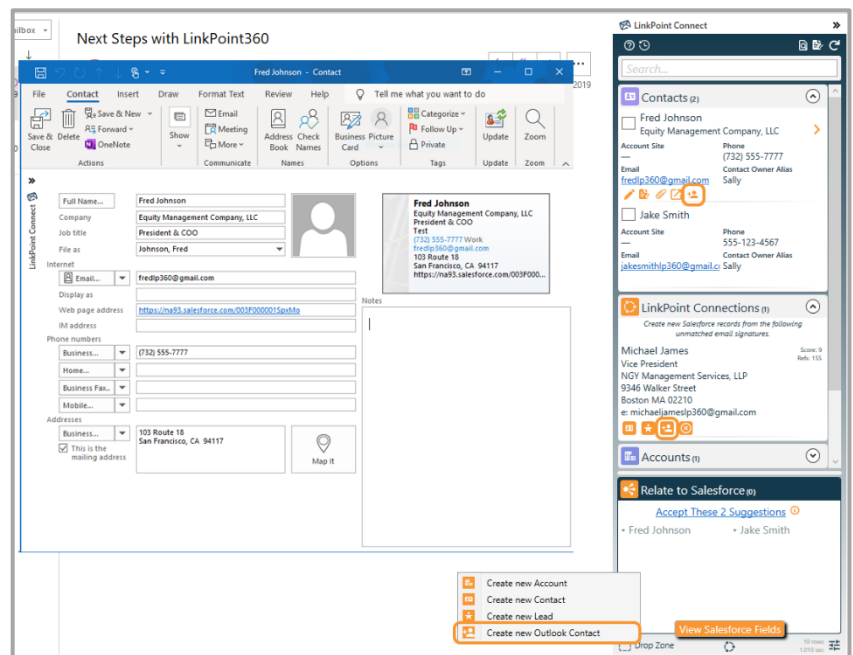 ilbox
Next Steps with LinkPoint360
2019
Fred Johnson - Contact
File Contact Insert Draw Format Text Review Help Tell me what you want to do
Save & Close
Delete
Save & New
Forward
OneNote
Actions
Show
Email
Meeting
More
Communicate
Address Book
Check Names
Names
Business Card
Picture
Options
Categorize
Follow Up
Private
Tags
Update
Update
Zoom
Zoom
LinkPoint Connect
Full Name... Fred Johnson
Company Equity Management Company, LLC
Job title President & COO
File as Johnson, Fred
Internet
Email... fredlp360@gmail.com
Display as
Web page address https://na93.salesforce.com/003F000001SpxMo
IM address
Phone numbers
Business... (732) 555-7777
Home...
Business Fax..
Mobile...
Addresses
Business... 103 Route 18
San Francisco, CA 94117
This is the
mailing address
Map it
Fred Johnson
Equity Management Company, LLC
President & COO
Test
(732) 555-7777 Work
fredlp360@gmail.com
103 Route 18
San Francisco, CA 94117
https://na93.salesforce.com/003F000...
Notes
LinkPoint Connect
Search...
Contacts (2)
Fred Johnson
Equity Management Company, LLC
Account Site Phone
— (732) 555-7777
Email Contact Owner Alias
fredlp360@gmail.com Sally
Jake Smith
Account Site Phone
— 555-123-4567
Email Contact Owner Alias
jakesmithlp360@gmail.c Sally
LinkPoint Connections (1)
Create new Salesforce records from the following
unmatched email signatures.
Michael James Score: 9
Vice President Refs: 155
NGY Management Services, LLP
9346 Walker Street
Boston MA 02210
e: michaeljameslp360@gmail.com
Accounts (1)
Relate to Salesforce (0)
Accept These 2 Suggestions
• Fred Johnson • Jake Smith
Create new Account
Create new Contact
Create new Lead
Create new Outlook Contact
View Salesforce Fields
Drop Zone
10 rows
1.010 sec